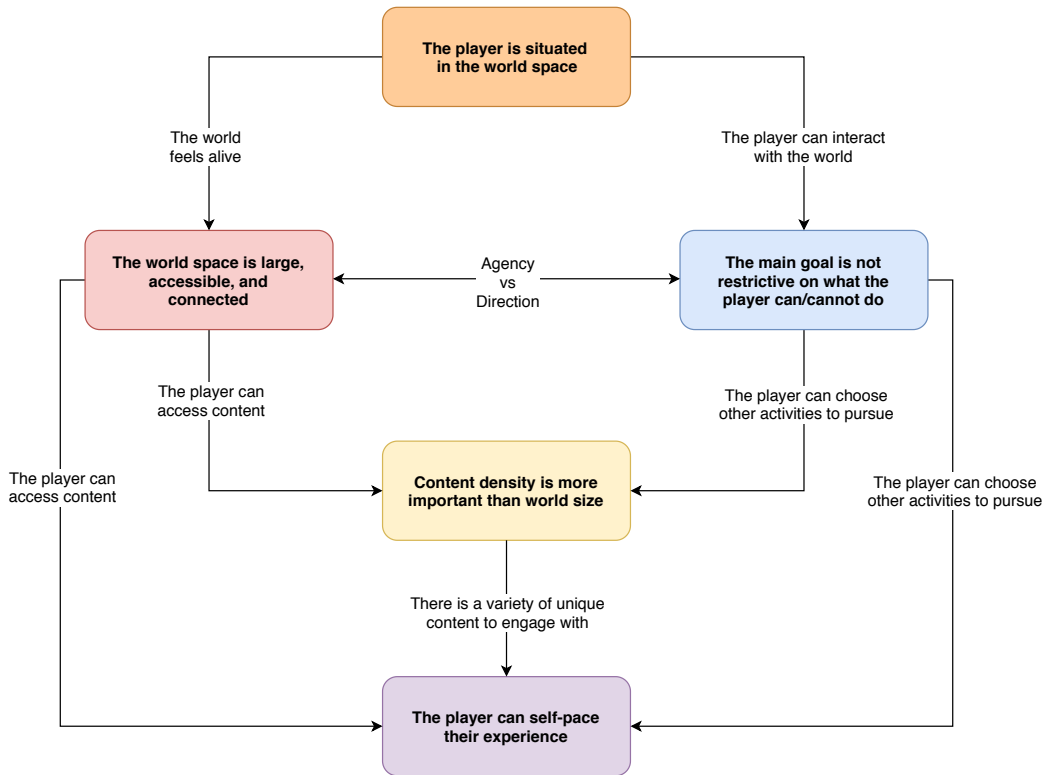 The player is situated
in the world space
The world
feels alive
The player can interact
with the world
The world space is large,
accessible, and
connected
Agency
vs
Direction
The main goal is not
restrictive on what the
player can/cannot do
The player can
access content
The player can choose
other activities to pursue
The player can
access content
Content density is more
important than world size
The player can choose
other activities to pursue
There is a variety of unique
content to engage with
The player can self-pace
their experience